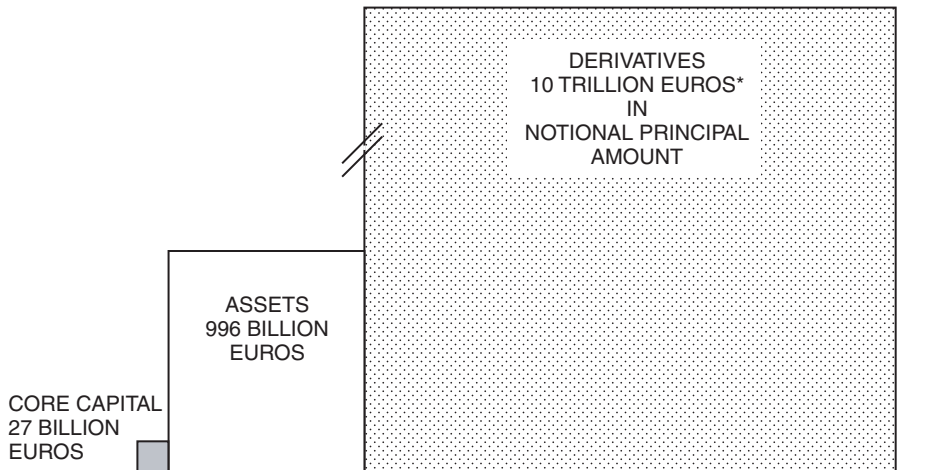 DERIVATIVES
10 TRILLION EUROS*
IN
NOTIONAL PRINCIPAL
AMOUNT
ASSETS
996 BILLION
EUROS
CORE CAPITAL
27 BILLION
EUROS